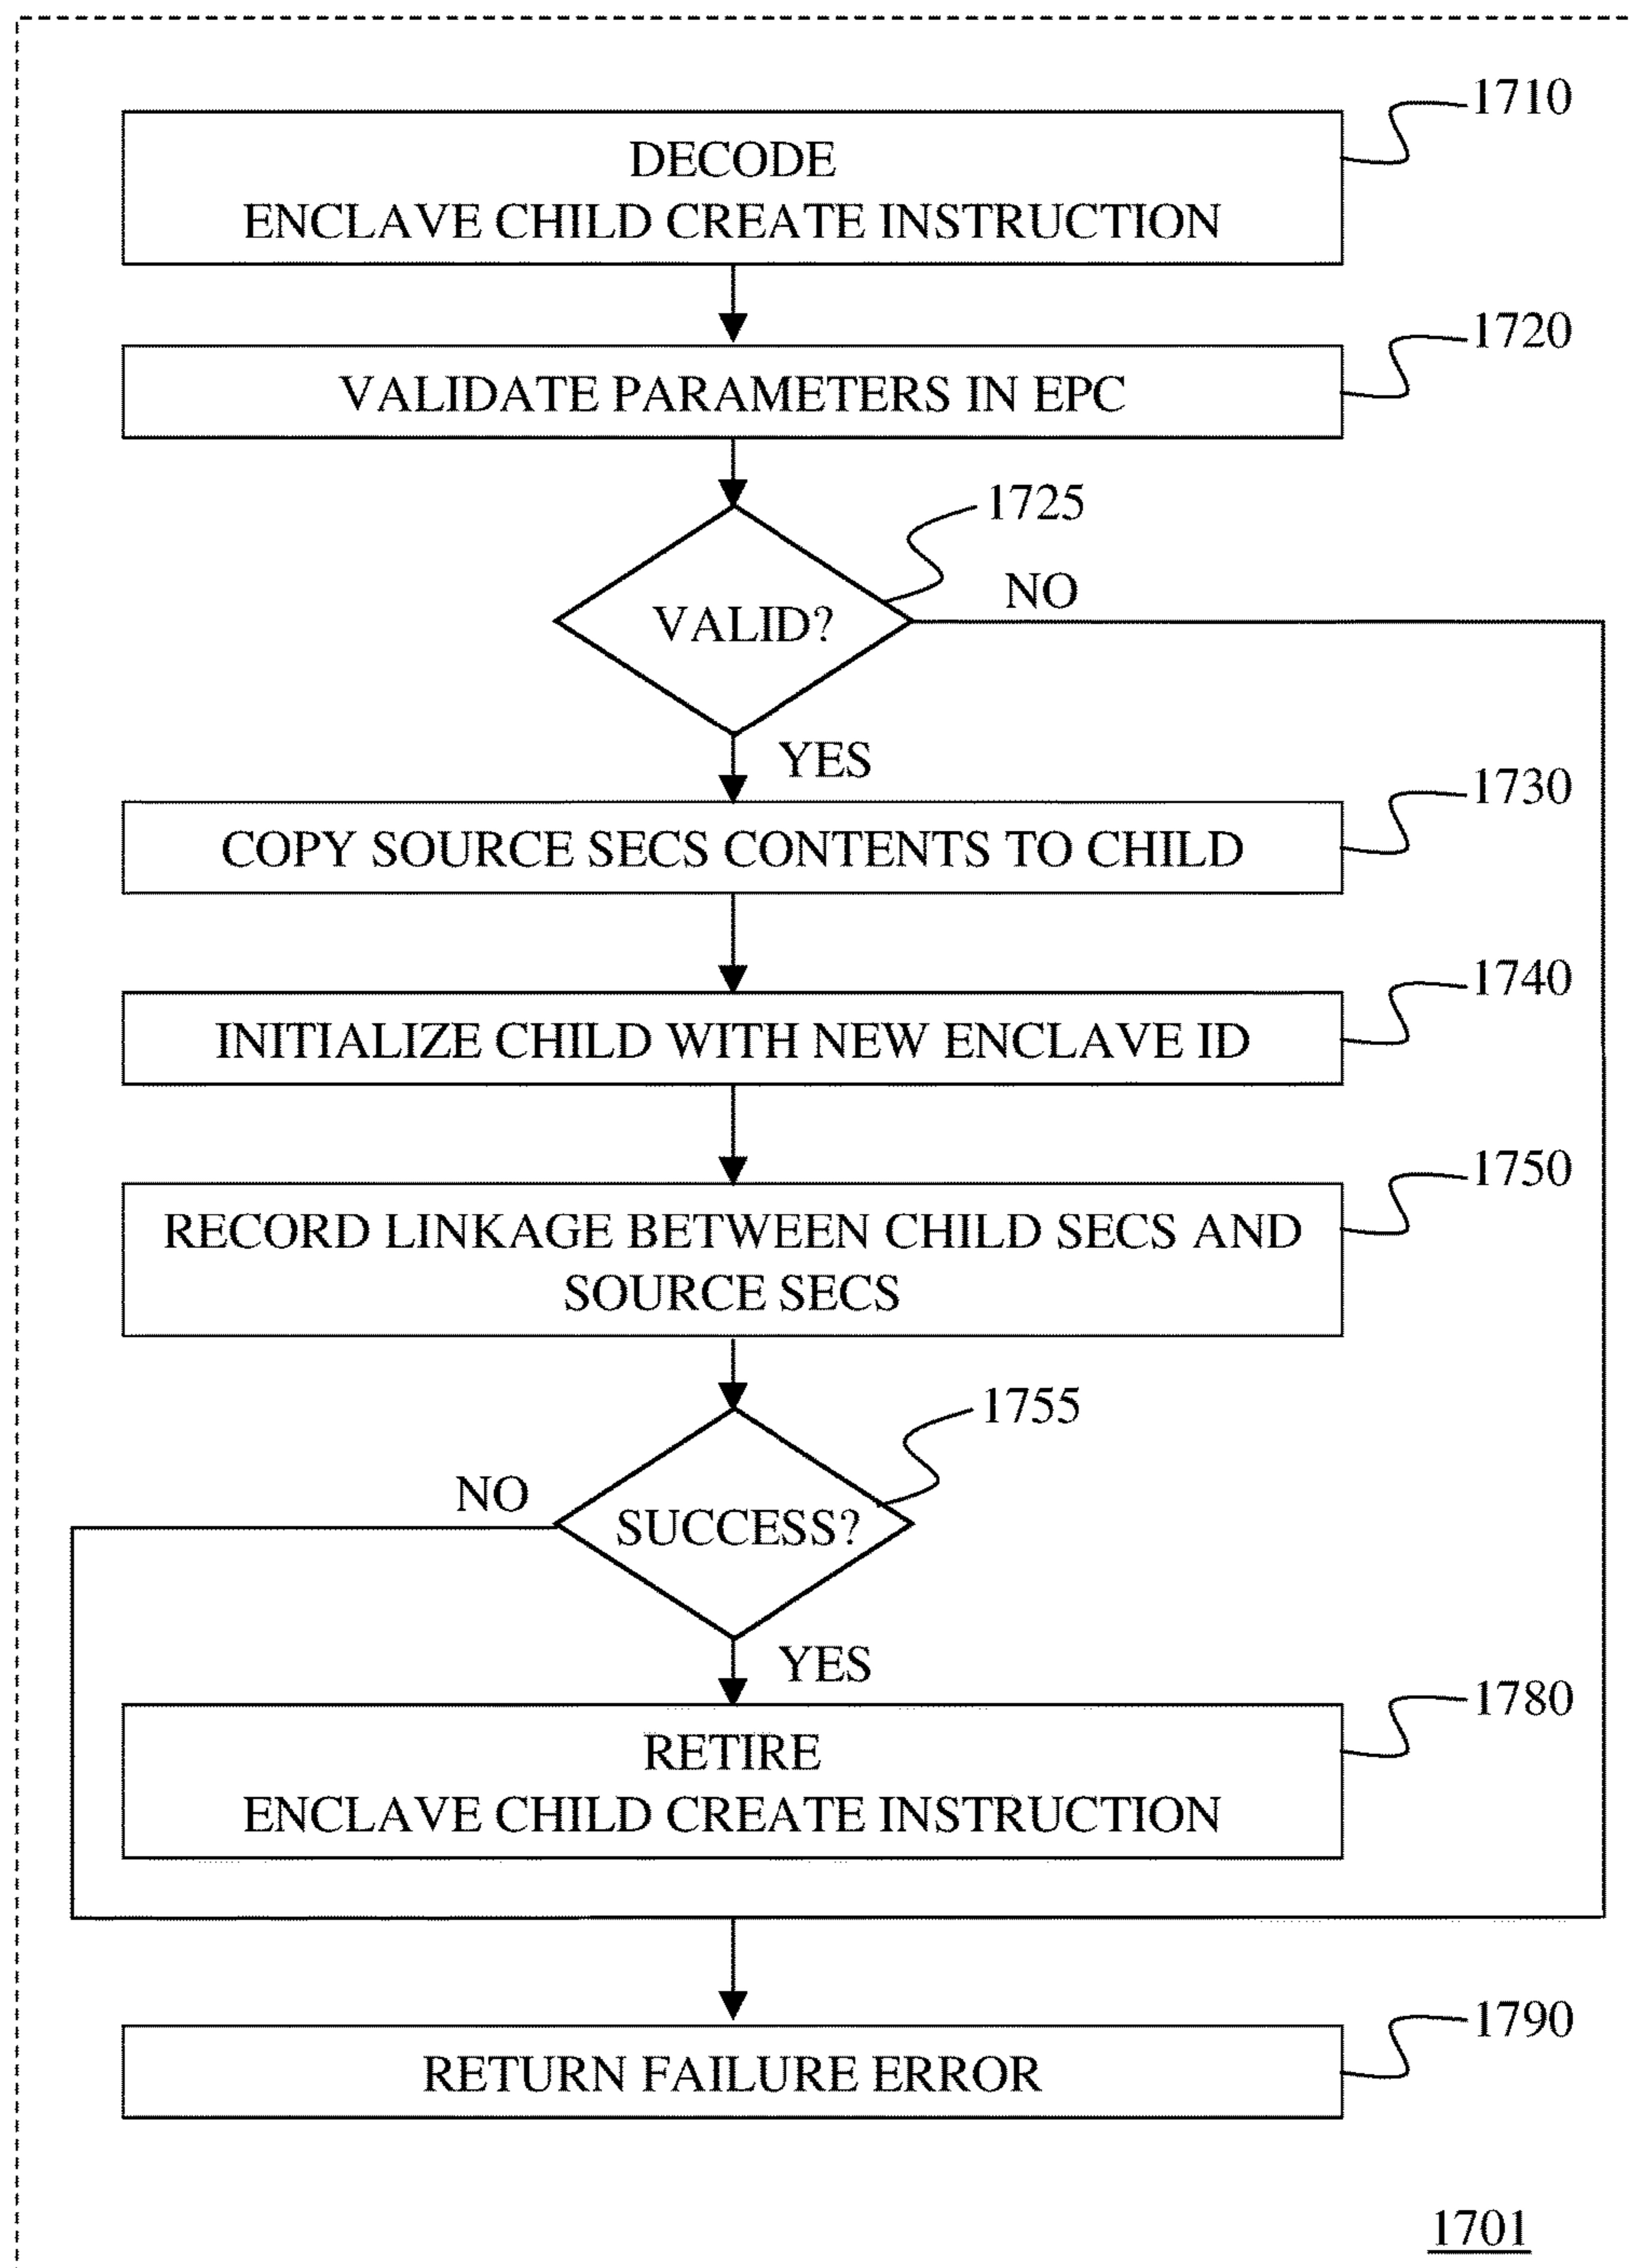 1710
DECODE
ENCLAVE CHILD CREATE INSTRUCTION
1720
VALIDATE PARAMETERS IN EPC
1725
NO
VALID?
YES
1730
COPY SOURCE SECS CONTENTS TO CHILD
1740
INITIALIZE CHILD WITH NEW ENCLAVE ID
1750
RECORD LINKAGE BETWEEN CHILD SECS AND
SOURCE SECS
1755
NO
SUCCESS?
YES
1780
RETIRE
ENCLAVE CHILD CREATE INSTRUCTION
1790
RETURN FAILURE ERROR
1701